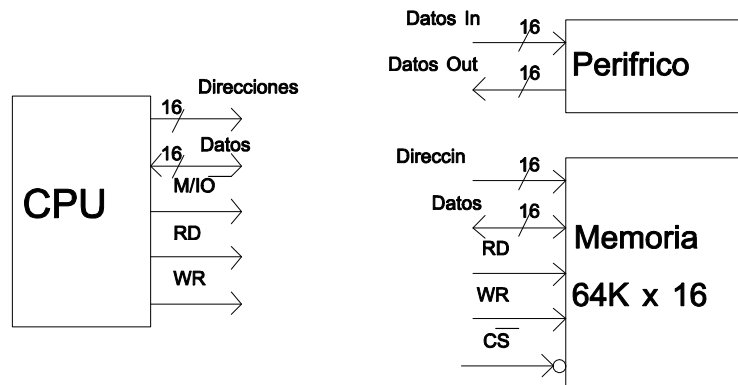 Direcciones
16
Datos
16
M/IO
CPU
RD
WR
Datos In
16
Datos Out
16
Perifrico
Direccin
16
Datos
16
RD
Memoria
64K x 16
WR
CS